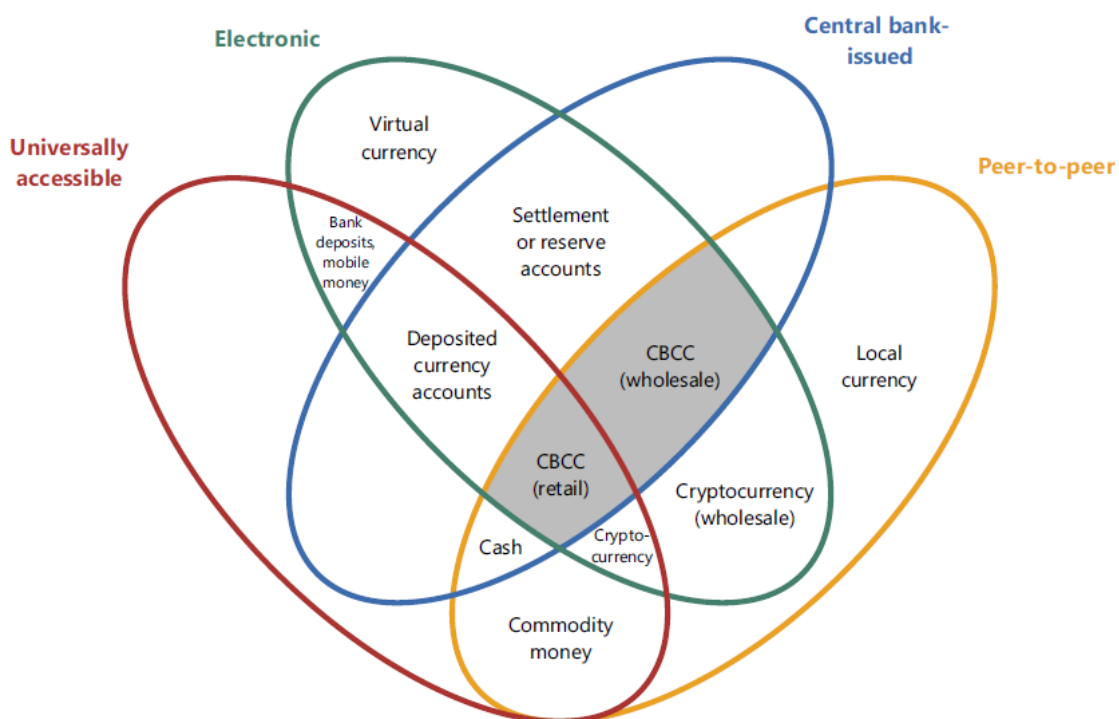 Electronic
Central bank-
issued
Universally
accessible
Peer-to-peer
Virtual
currency
Bank
deposits,
mobile
money
Settlement
or reserve
accounts
Deposited
currency
accounts
CBCC
(wholesale)
Local
currency
CBCC
(retail)
Cryptocurrency
(wholesale)
Cash
Crypto-
currency
Commodity
money